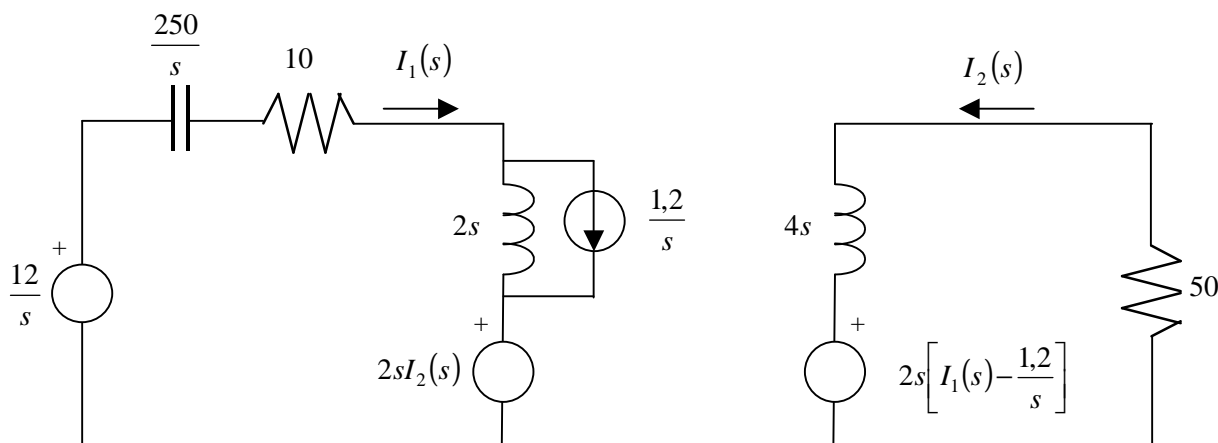 250
s
10
I₁(s)
I₂(s)
2s
1,2
s
4s
+
12
s
+
2sI₂(s)
+
2s[I₁(s) − 1,2/s]
50